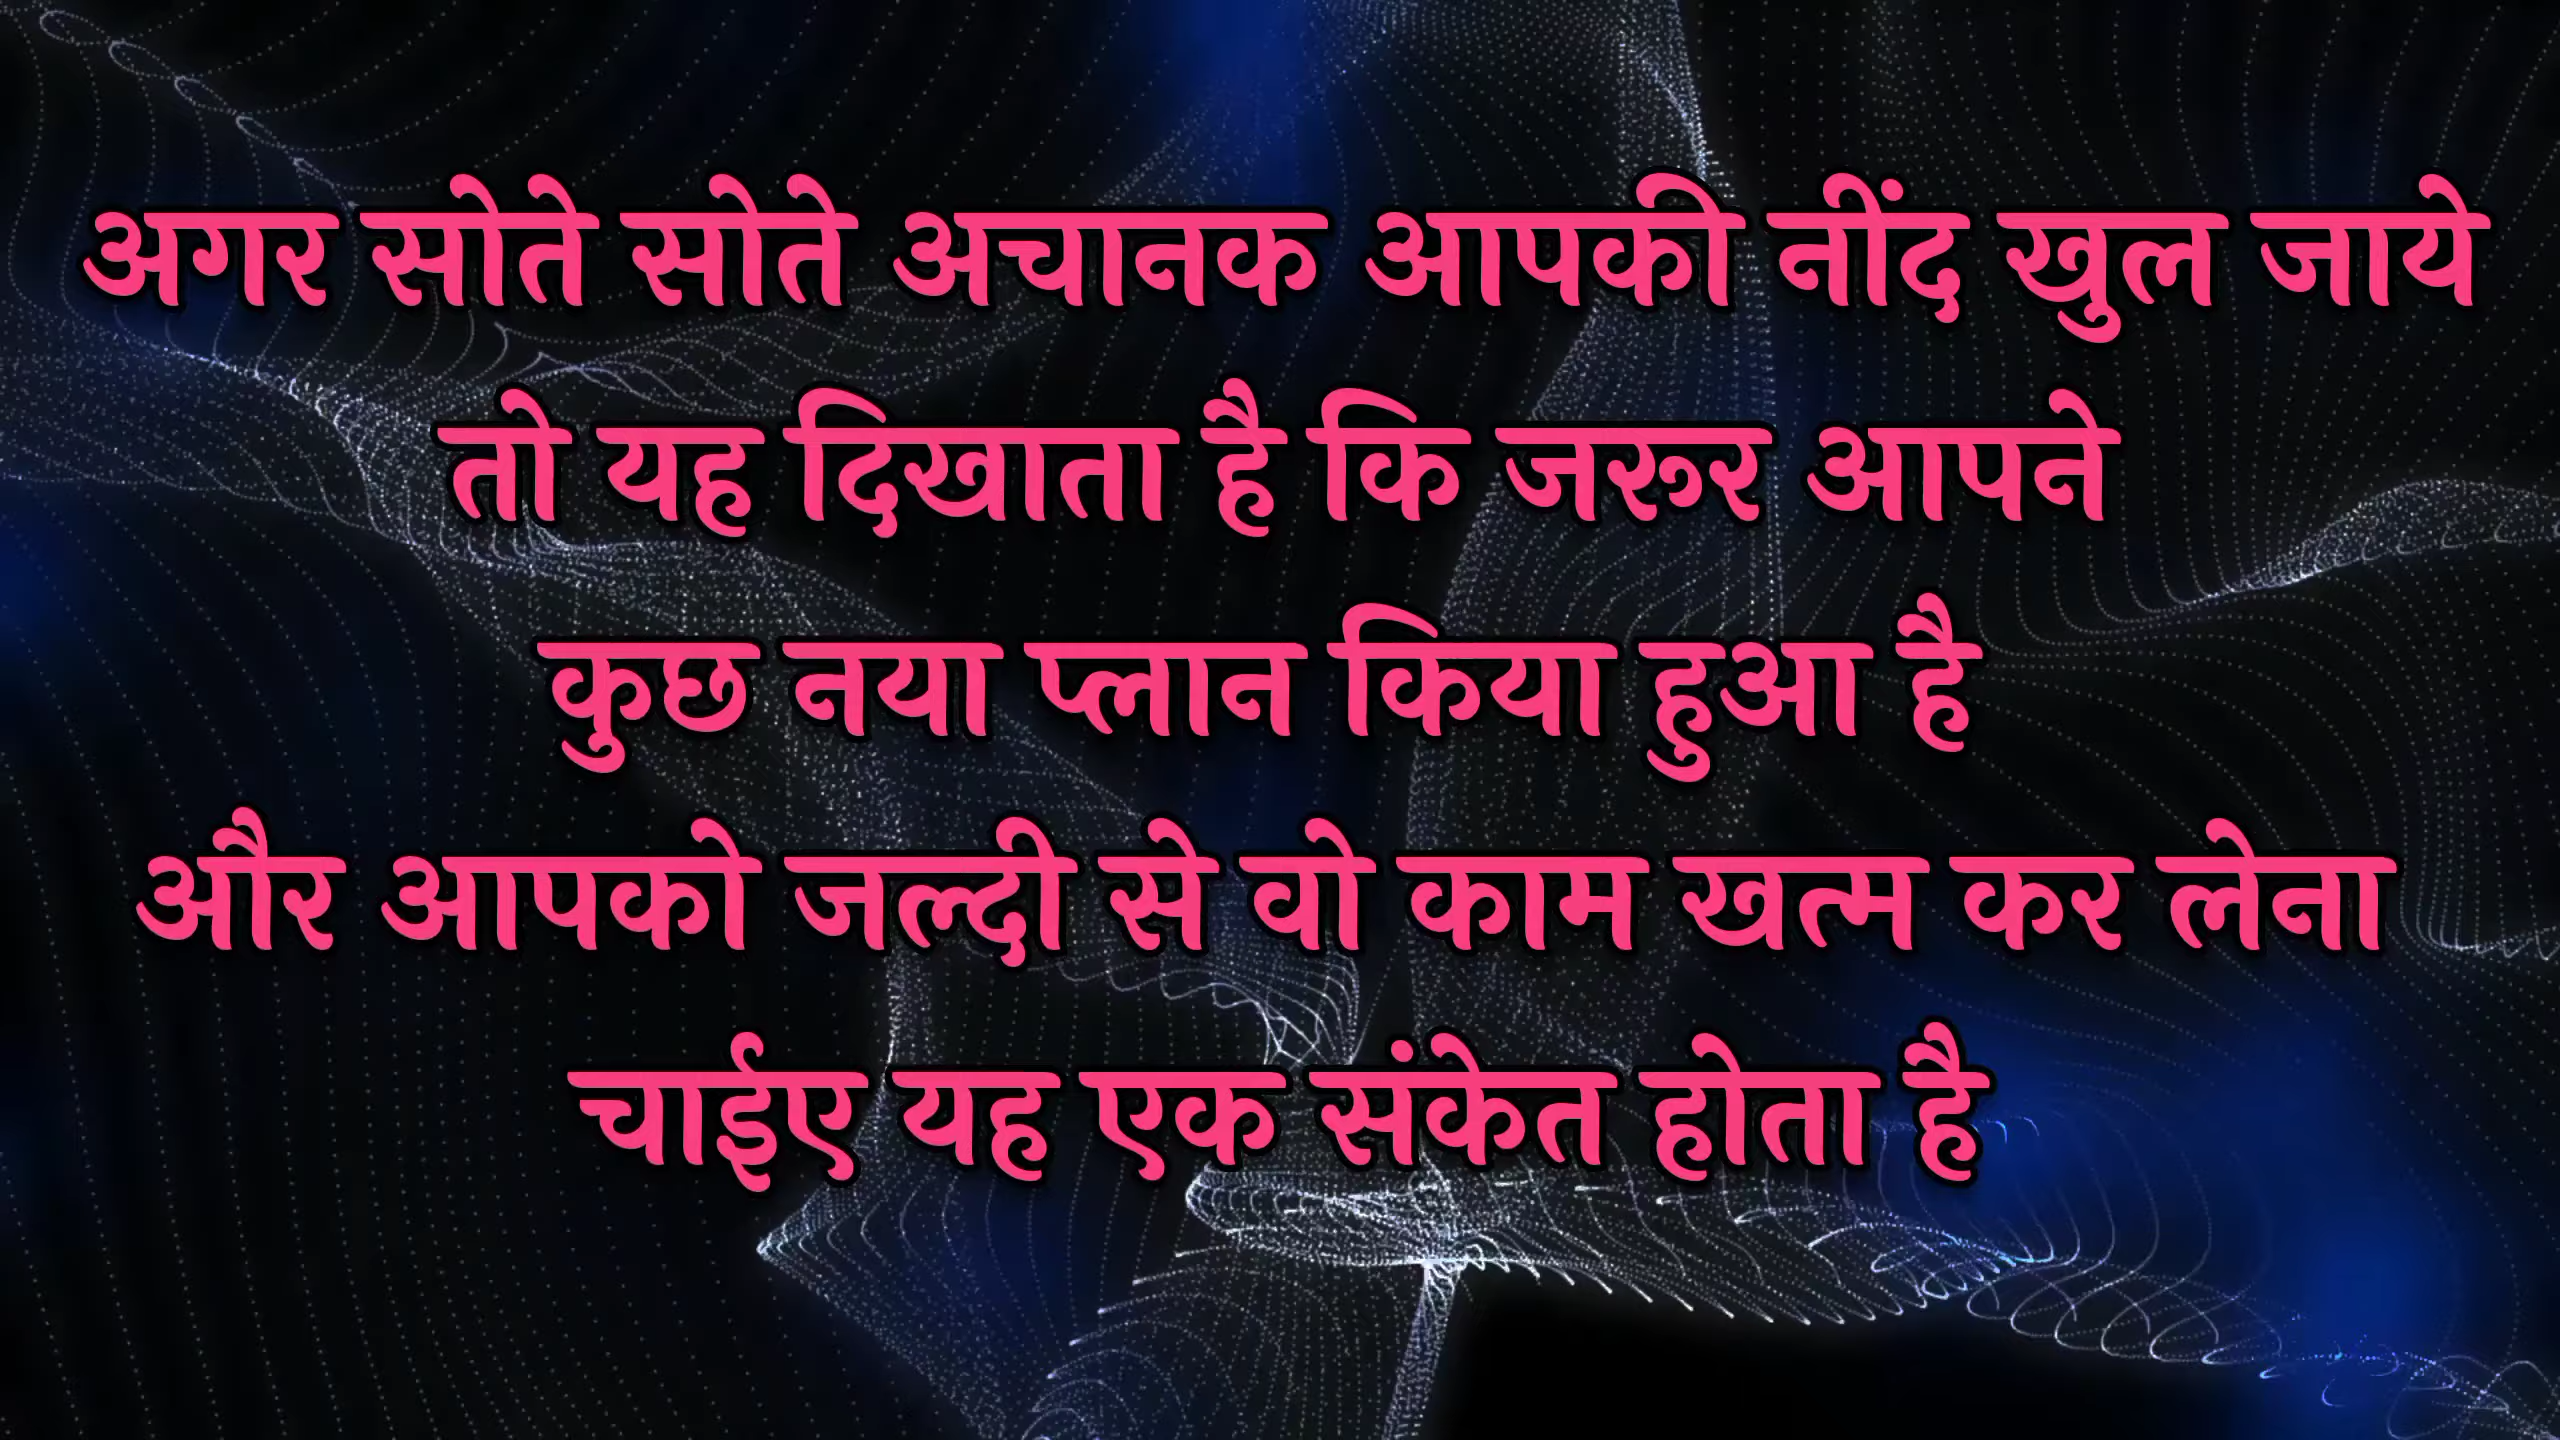 अगर सोते सोते अचानक आपकी नींद खुल जाये
तो यह दिखाता है कि जरूर आपने
कुछ नया प्लान किया हुआ है
और आपको जल्दी से वो काम खत्म कर लेना
चाईए यह एक संकेत होता है